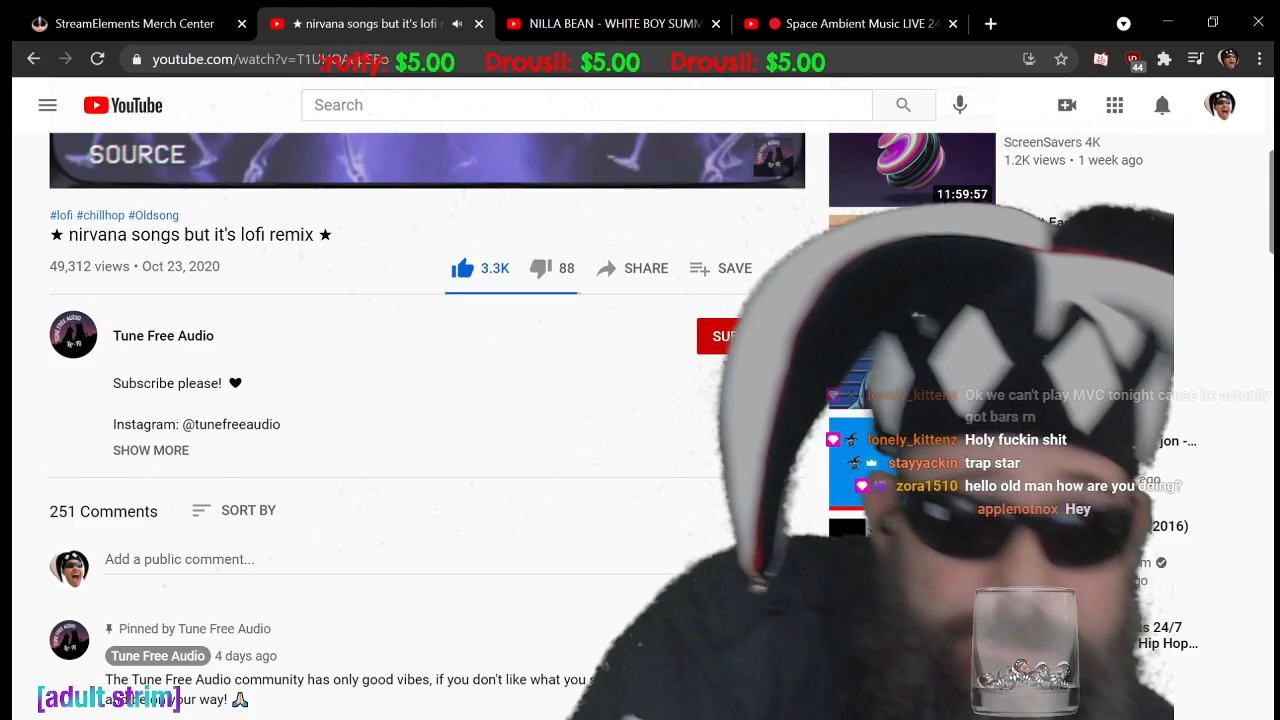 StreamElements Merch Center
★ nirvana songs but it's lofi r
NILLA BEAN - WHITE BOY SUMM
Space Ambient Music LIVE 24
youtube.com/watch?v=T1U
ruffy: $5.00 Drousil: $5.00 Drousil: $5.00
44
YouTube
Search
SOURCE
ScreenSavers 4K
1.2K views • 1 week ago
11:59:57
#lofi #chillhop #Oldsong
★ nirvana songs but it's lofi remix ★
49,312 views • Oct 23, 2020
3.3K
88
SHARE
SAVE
Tune Free Audio
SU
Subscribe please! 🖤
Instagram: @tunefreeaudio
SHOW MORE
lonely_kittenz Ok we can't play MVC tonight cause he actually
got bars rn
lonely_kittenz Holy fuckin shit
jon -...
stayyackin trap star
zora1510 hello old man how are you doing?
applenotnox Hey
(2016)
251 Comments
SORT BY
Add a public comment...
Pinned by Tune Free Audio
Tune Free Audio 4 days ago
s 24/7
Hip Hop...
The Tune Free Audio community has only good vibes, if you don't like what you s
your way! 🙏🏼
[adult strim]